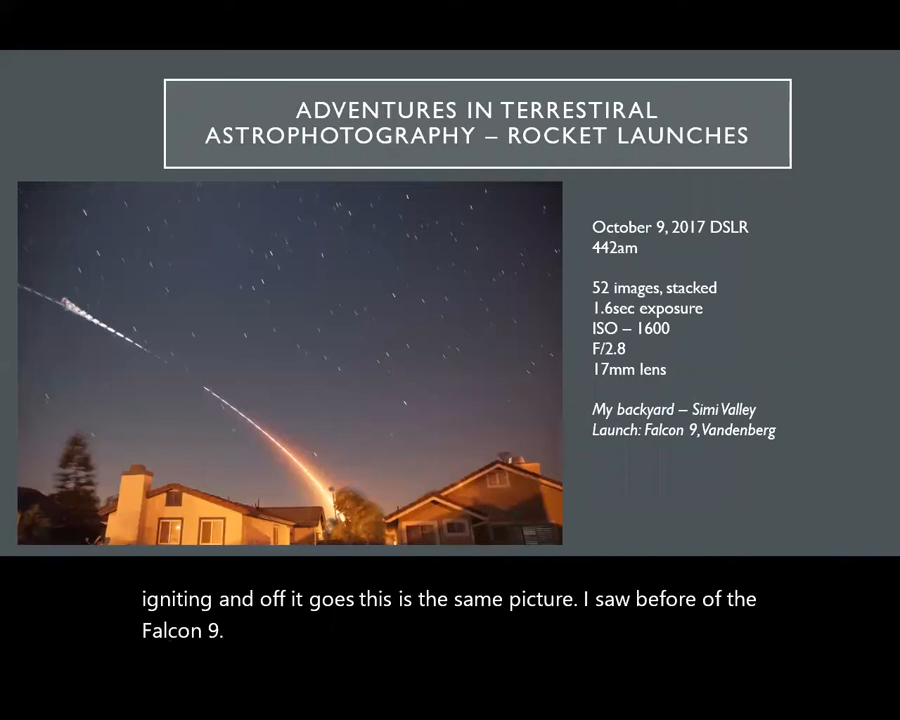 ADVENTURES IN TERRESTIRAL
ASTROPHOTOGRAPHY – ROCKET LAUNCHES
October 9, 2017 DSLR
442am
52 images, stacked
1.6sec exposure
ISO – 1600
F/2.8
17mm lens
My backyard – Simi Valley
Launch: Falcon 9, Vandenberg
igniting and off it goes this is the same picture. I saw before of the
Falcon 9.